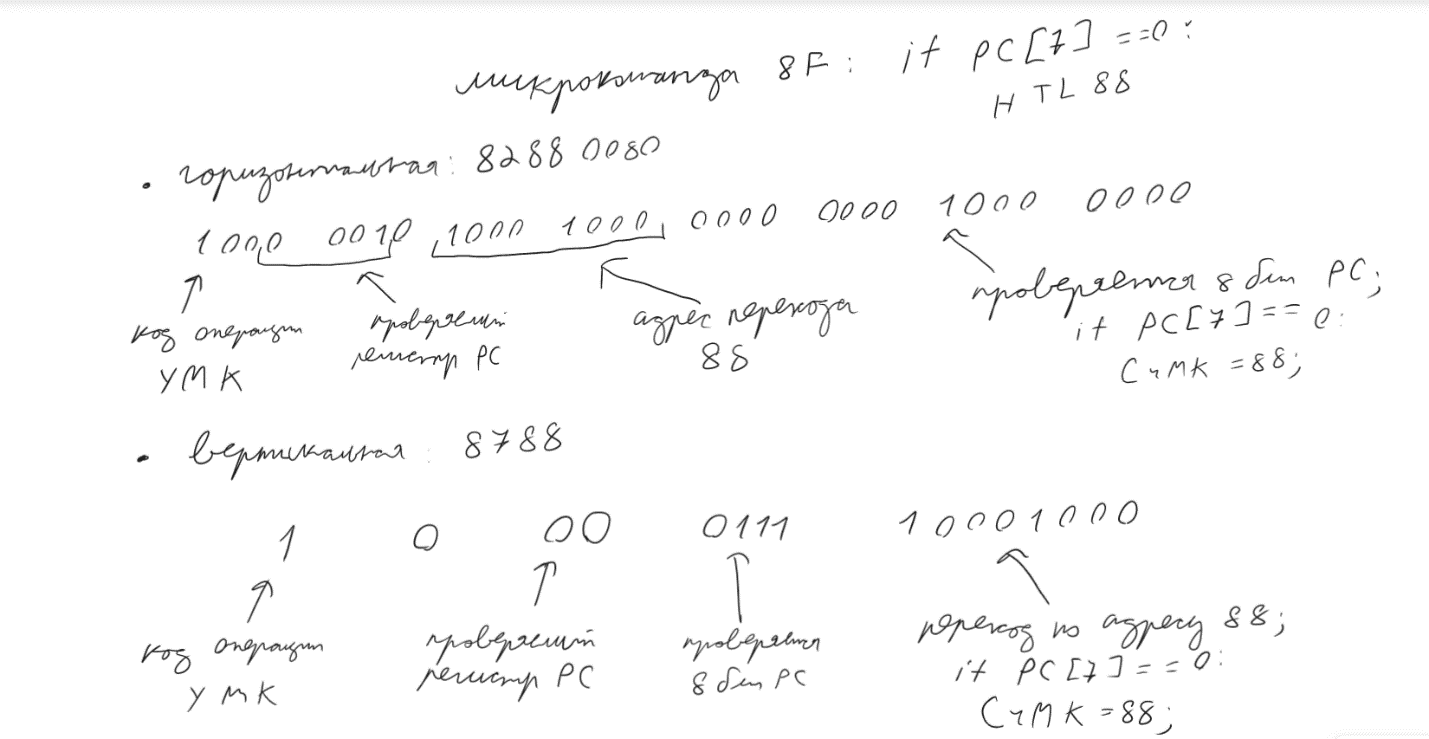 микрокоманда 8F: if PC[7]==0:
HTL 88
• горизонтальная: 8288 0080
1000 0010 1000 1000 0000 0000 1000 0000
код операции
УМК
проверяемый
регистр PC
адрес перехода
88
проверяется 8 бит PC;
if PC[7]==0:
СчМК =88;
• вертикальная: 8788
1 0 00 0111 10001000
код операции
УМК
проверяемый
регистр PC
проверяется
8 бит PC
переход по адресу 88;
if PC[7]==0:
СчМК =88;